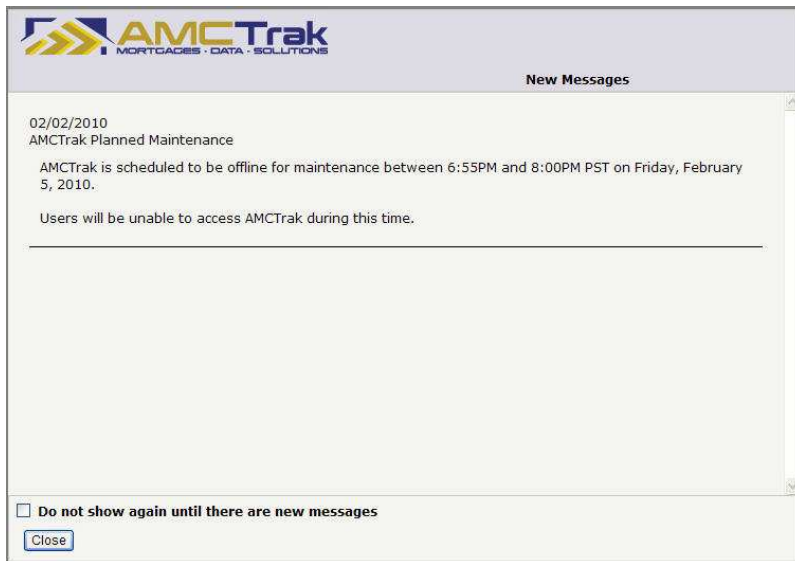 AMCTrak
MORTGAGES · DATA · SOLUTIONS
New Messages
02/02/2010
AMCTrak Planned Maintenance
AMCTrak is scheduled to be offline for maintenance between 6:55PM and 8:00PM PST on Friday, February
5, 2010.
Users will be unable to access AMCTrak during this time.
Do not show again until there are new messages
Close